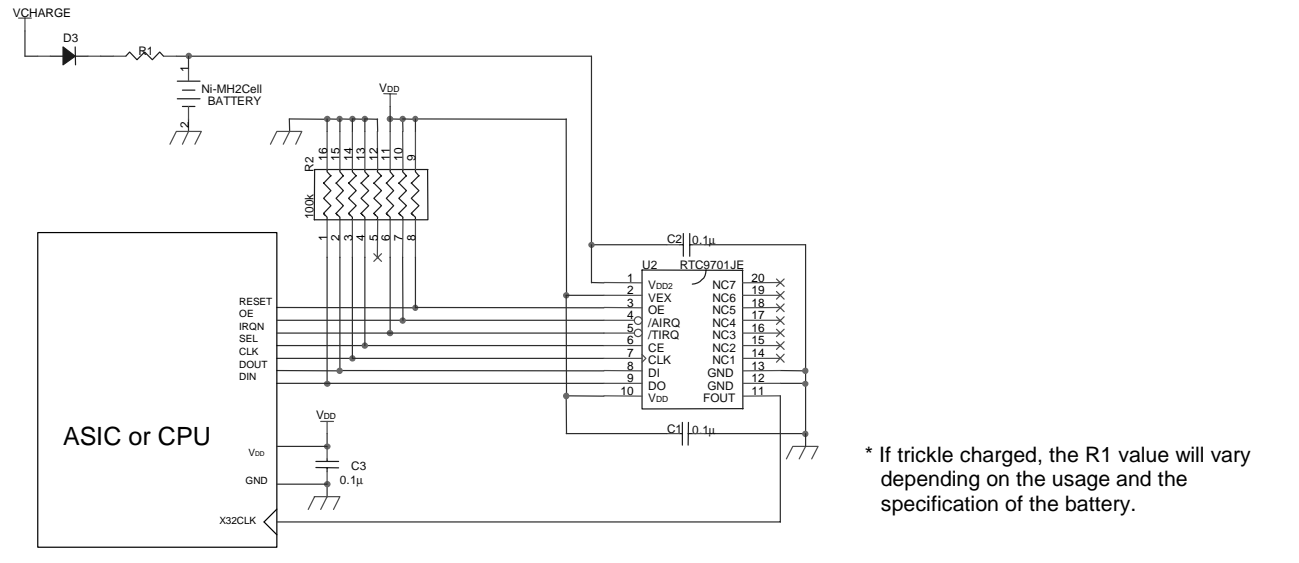 VCHARGE
D3
R1
1
Ni-MH2Cell
BATTERY
2
VDD
16 15 14 13 12 11 10 9
R2
100k
1 2 3 4 5 6 7 8
C2 0.1µ
U2 RTC9701JE
1 VDD2 NC7 20
2 VEX NC6 19
3 OE NC5 18
4 /AIRQ NC4 17
5 /TIRQ NC3 16
6 CE NC2 15
7 CLK NC1 14
8 DI GND 13
9 DO GND 12
10 VDD FOUT 11
C1 0.1µ
RESET
OE
IRQN
SEL
CLK
DOUT
DIN
ASIC or CPU
VDD
VDD
C3
0.1µ
GND
X32CLK
* If trickle charged, the R1 value will vary
depending on the usage and the
specification of the battery.